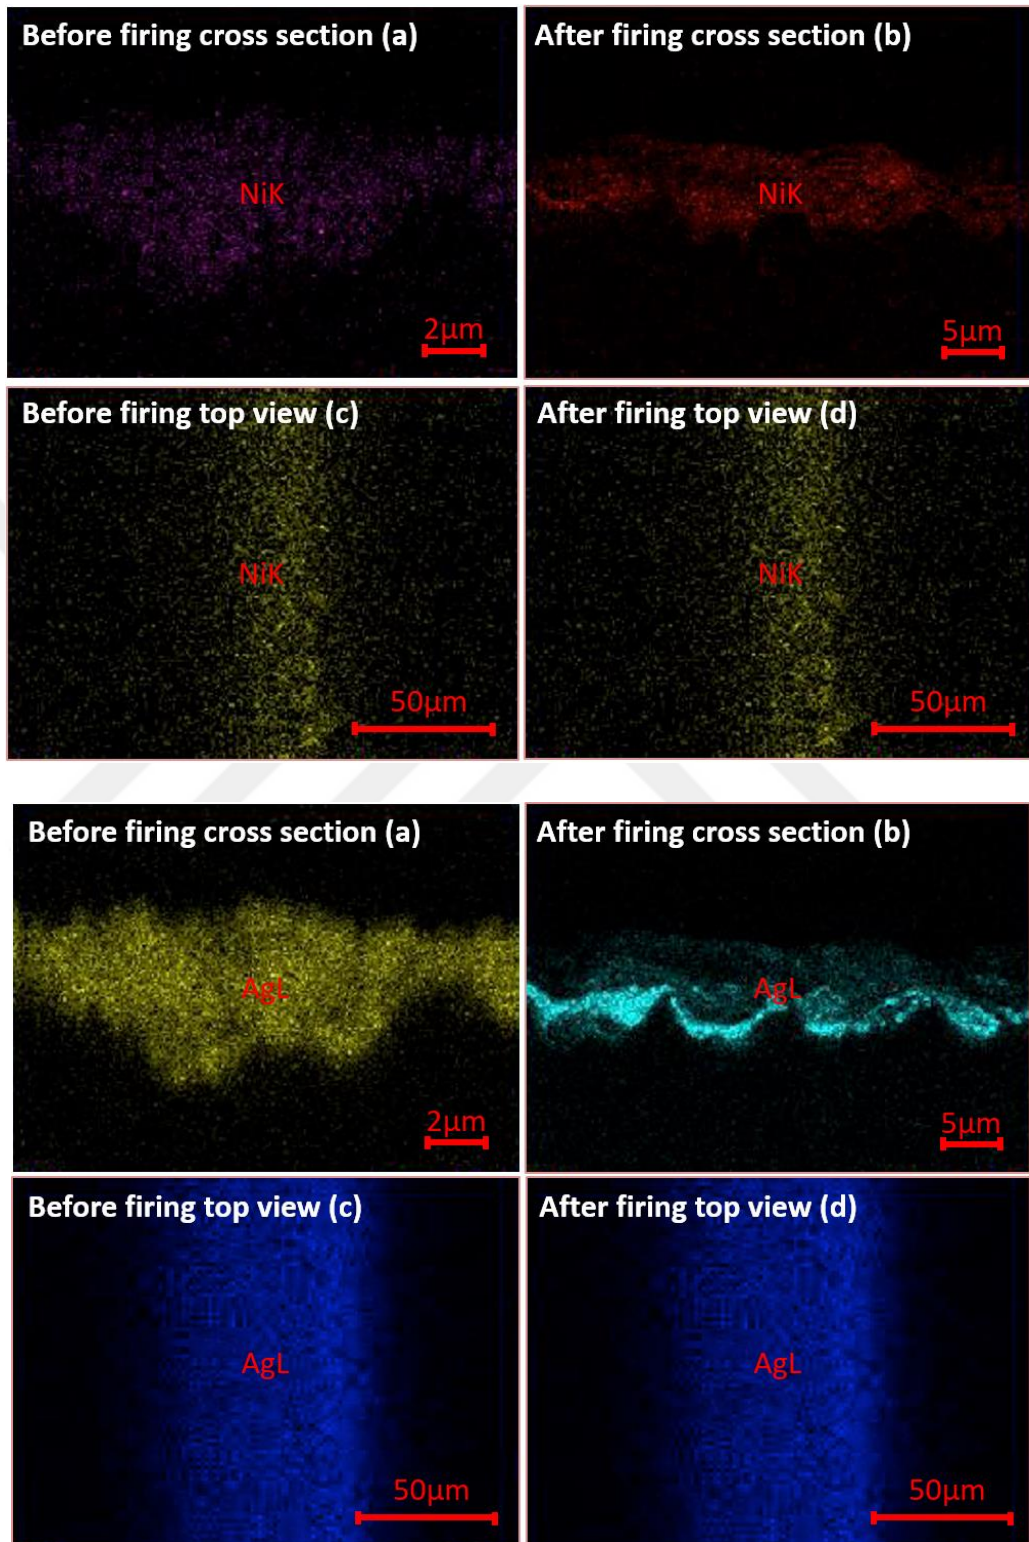 Before firing cross section (a)
After firing cross section (b)
NiK
NiK
2µm
5µm
Before firing top view (c)
After firing top view (d)
NiK
NiK
50µm
50µm
Before firing cross section (a)
After firing cross section (b)
AgL
AgL
2µm
5µm
Before firing top view (c)
After firing top view (d)
AgL
AgL
50µm
50µm